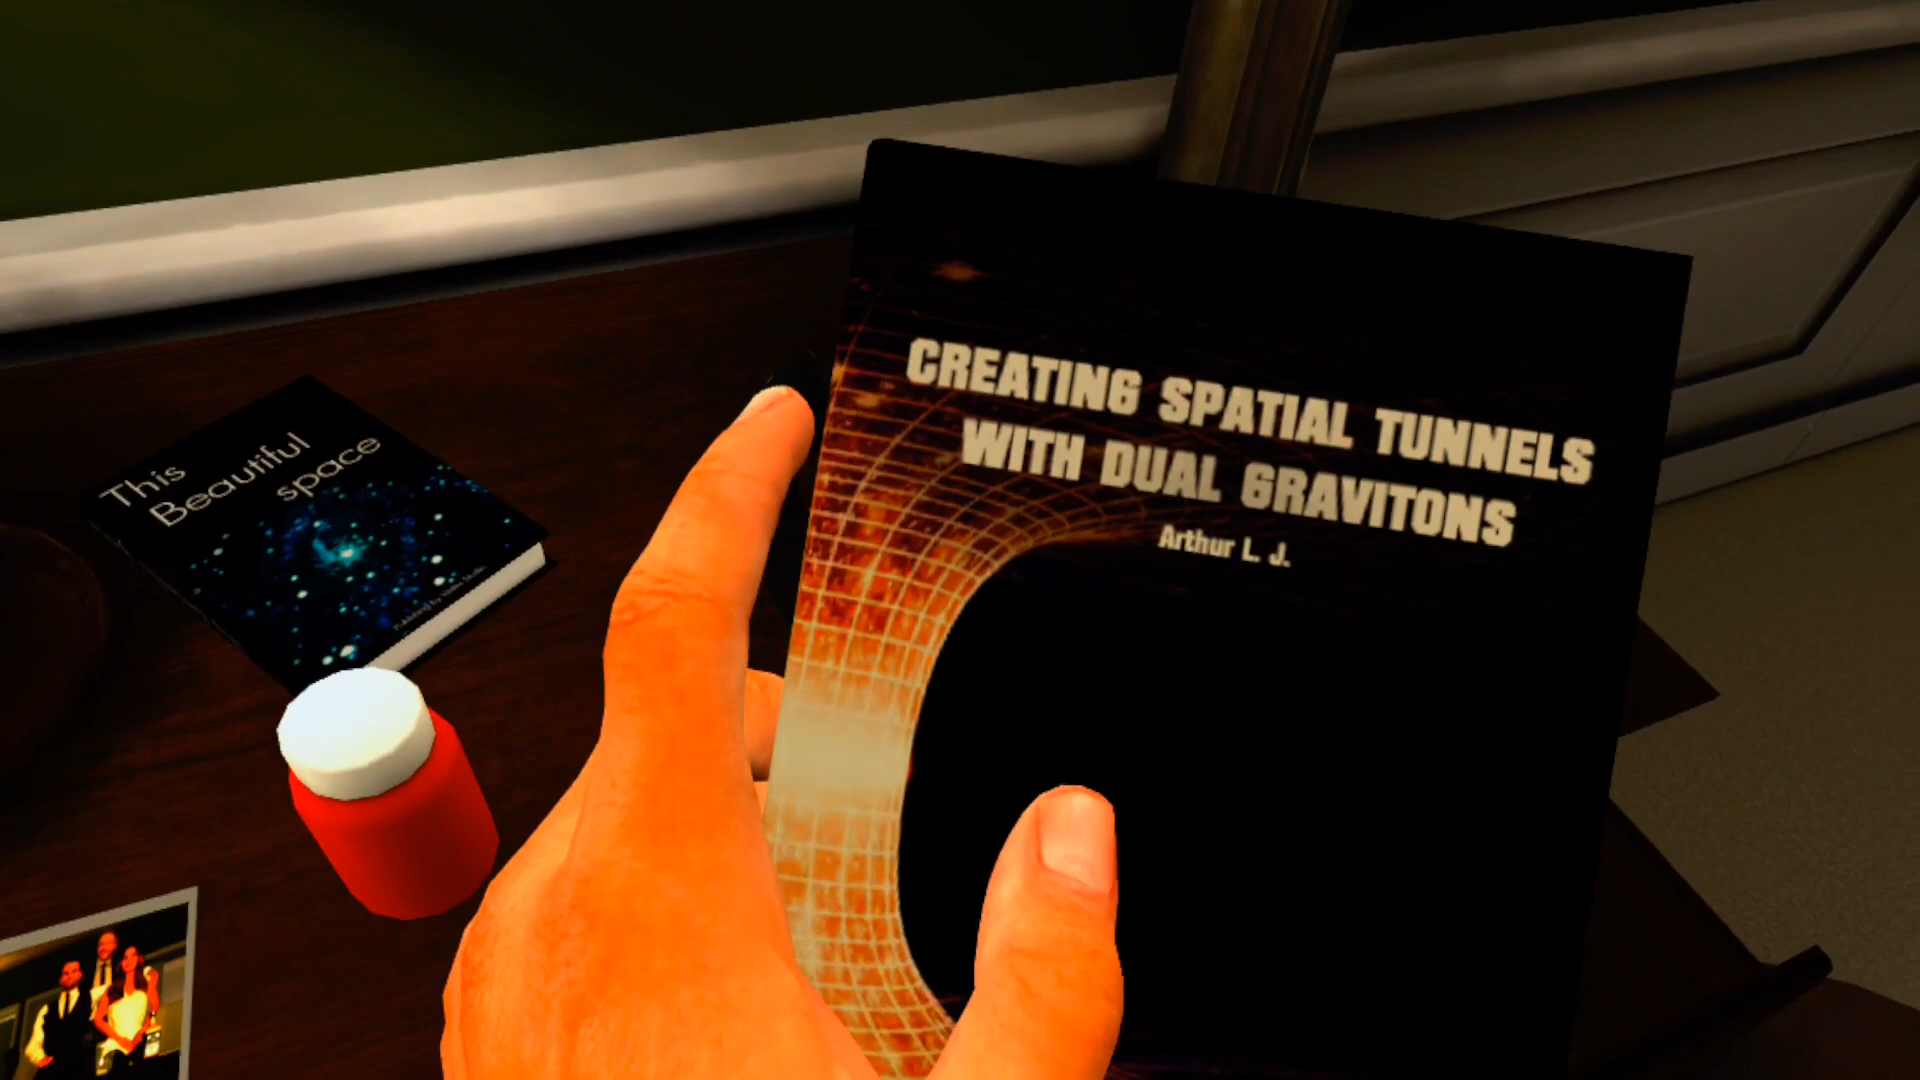 CREATING SPATIAL TUNNELS
WITH DUAL GRAVITONS
Arthur L. J.
This
Beautiful
space